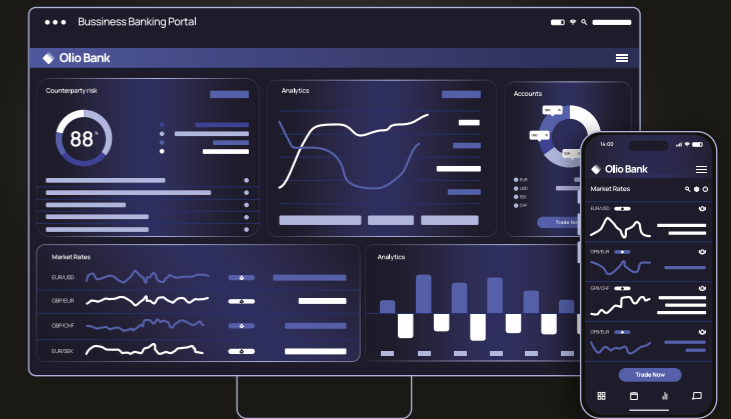 Bussiness Banking Portal
Olio Bank
Counterparty risk
88%
Analytics
Accounts
EUR
USD
SEK
CHF
Trade Now
Market Rates
EUR/USD
GBP/EUR
GBP/CHF
EUR/SEK
Analytics
14:00
Olio Bank
Market Rates
EUR/USD
GPB/EUR
GPB/CHF
GPB/EUR
Trade Now